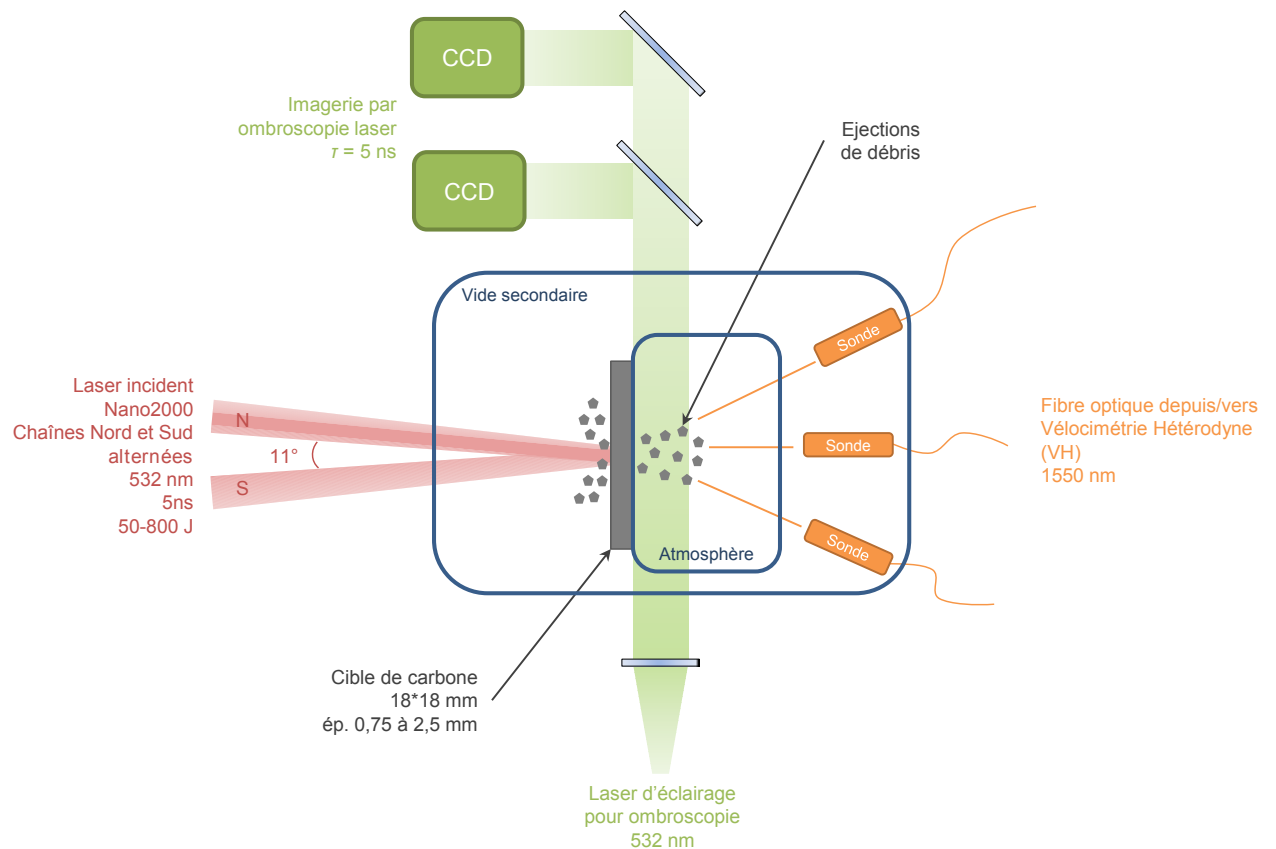 CCD
Imagerie par
ombroscopie laser
τ = 5 ns
CCD
Ejections
de débris
Vide secondaire
Sonde
Laser incident
Nano2000
Chaînes Nord et Sud
alternées
532 nm
5ns
50-800 J
N
11°
S
Sonde
Fibre optique depuis/vers
Vélocimétrie Hétérodyne
(VH)
1550 nm
Sonde
Atmosphère
Cible de carbone
18*18 mm
ép. 0,75 à 2,5 mm
Laser d’éclairage
pour ombroscopie
532 nm